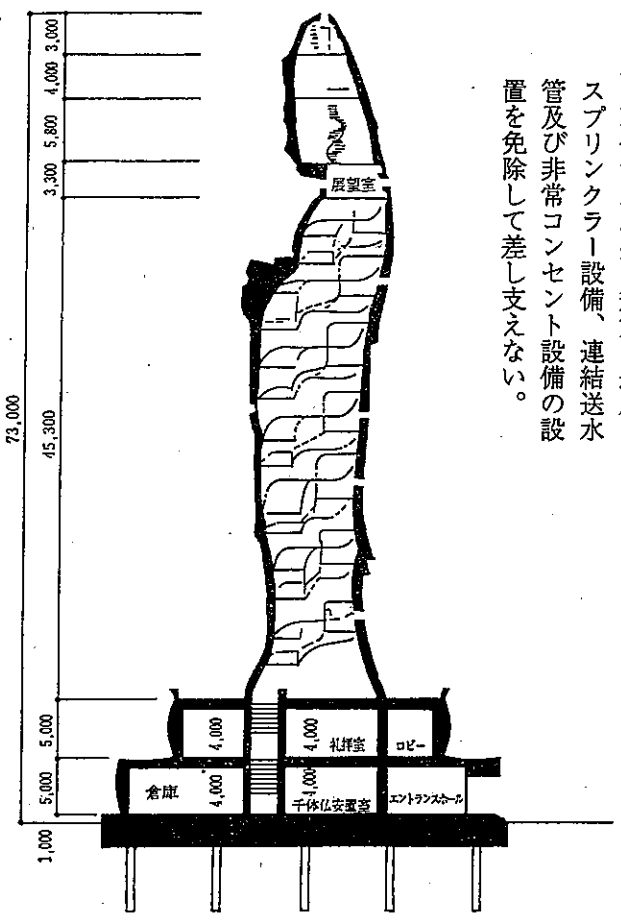 スプリンクラー設備、連結送水
管及び非常コンセント設備の設
置を免除して差し支えない。
3,000
4,000
5,800
3,300
45,300
73,000
5,000
5,000
1,000
展望室
4,000
4,000
礼拝室
ロビー
倉庫
4,000
4,000
千体仏安置室
エントランスホール